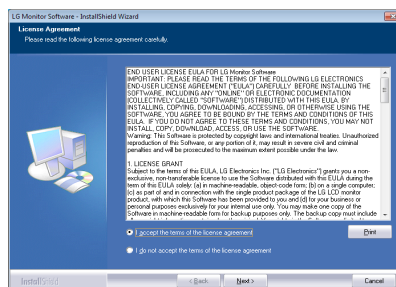 LG Monitor Software - InstallShield Wizard
License Agreement
Please read the following license agreement carefully.
END USER LICENSE EULA FOR LG Monitor Software
IMPORTANT: PLEASE READ THE TERMS OF THE FOLLOWING LG ELECTRONICS
END-USER LICENSE AGREEMENT ("EULA") CAREFULLY BEFORE INSTALLING THE
SOFTWARE, INCLUDING ANY "ONLINE" OR ELECTRONIC DOCUMENTATION
(COLLECTIVELY CALLED "SOFTWARE") DISTRIBUTED WITH THIS EULA. BY
INSTALLING, COPYING, DOWNLOADING, ACCESSING, OR OTHERWISE USING THE
SOFTWARE, YOU AGREE TO BE BOUND BY THE TERMS AND CONDITIONS OF THIS
EULA. IF YOU DO NOT AGREE TO THESE TERMS AND CONDITIONS, YOU MAY NOT
INSTALL, COPY, DOWNLOAD, ACCESS, OR USE THE SOFTWARE.
Warning: This Software is protected by copyright and international laws and treaties. Unauthorized
reproduction of this Software, or any portion of it, may result in severe civil and criminal
penalties and will be prosecuted to the maximum extent possible under the law.
1. LICENSE GRANT
Subject to the terms of this EULA, LG Electronics Inc. ("LG Electronics") grants you a non-
exclusive, non-transferable license to use the Software distributed with this EULA during the
term of this EULA solely: (a) in machine-readable, object-code form; (b) on a single computer;
(c) as part of and in connection with the single product package of the LG LCD monitor
product, with which this Software has been provided to you and (d) for your business or
personal purposes exclusively for your internal use only. You may make one copy of the
Software in machine-readable form for backup purposes only. The backup copy must include
I accept the terms of the license agreement
Print
I do not accept the terms of the license agreement
InstallShield
< Back
Next >
Cancel